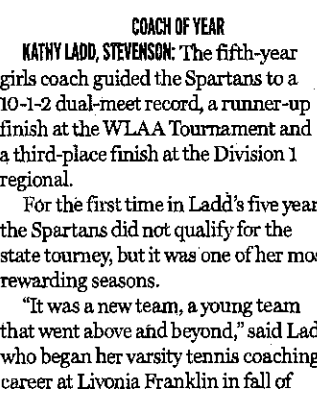 COACH OF YEAR
KATHY LADD, STEVENSON: The fifth-year
girls coach guided the Spartans to a
10-1-2 dual-meet record, a runner-up
finish at the WLAA Tournament and
a third-place finish at the Division 1
regional.
For the first time in Ladd's five year
the Spartans did not qualify for the
state tourney, but it was one of her mos
rewarding seasons.
"It was a new team, a young team
that went above and beyond," said Lad
who began her varsity tennis coaching
career at Livonia Franklin in fall of